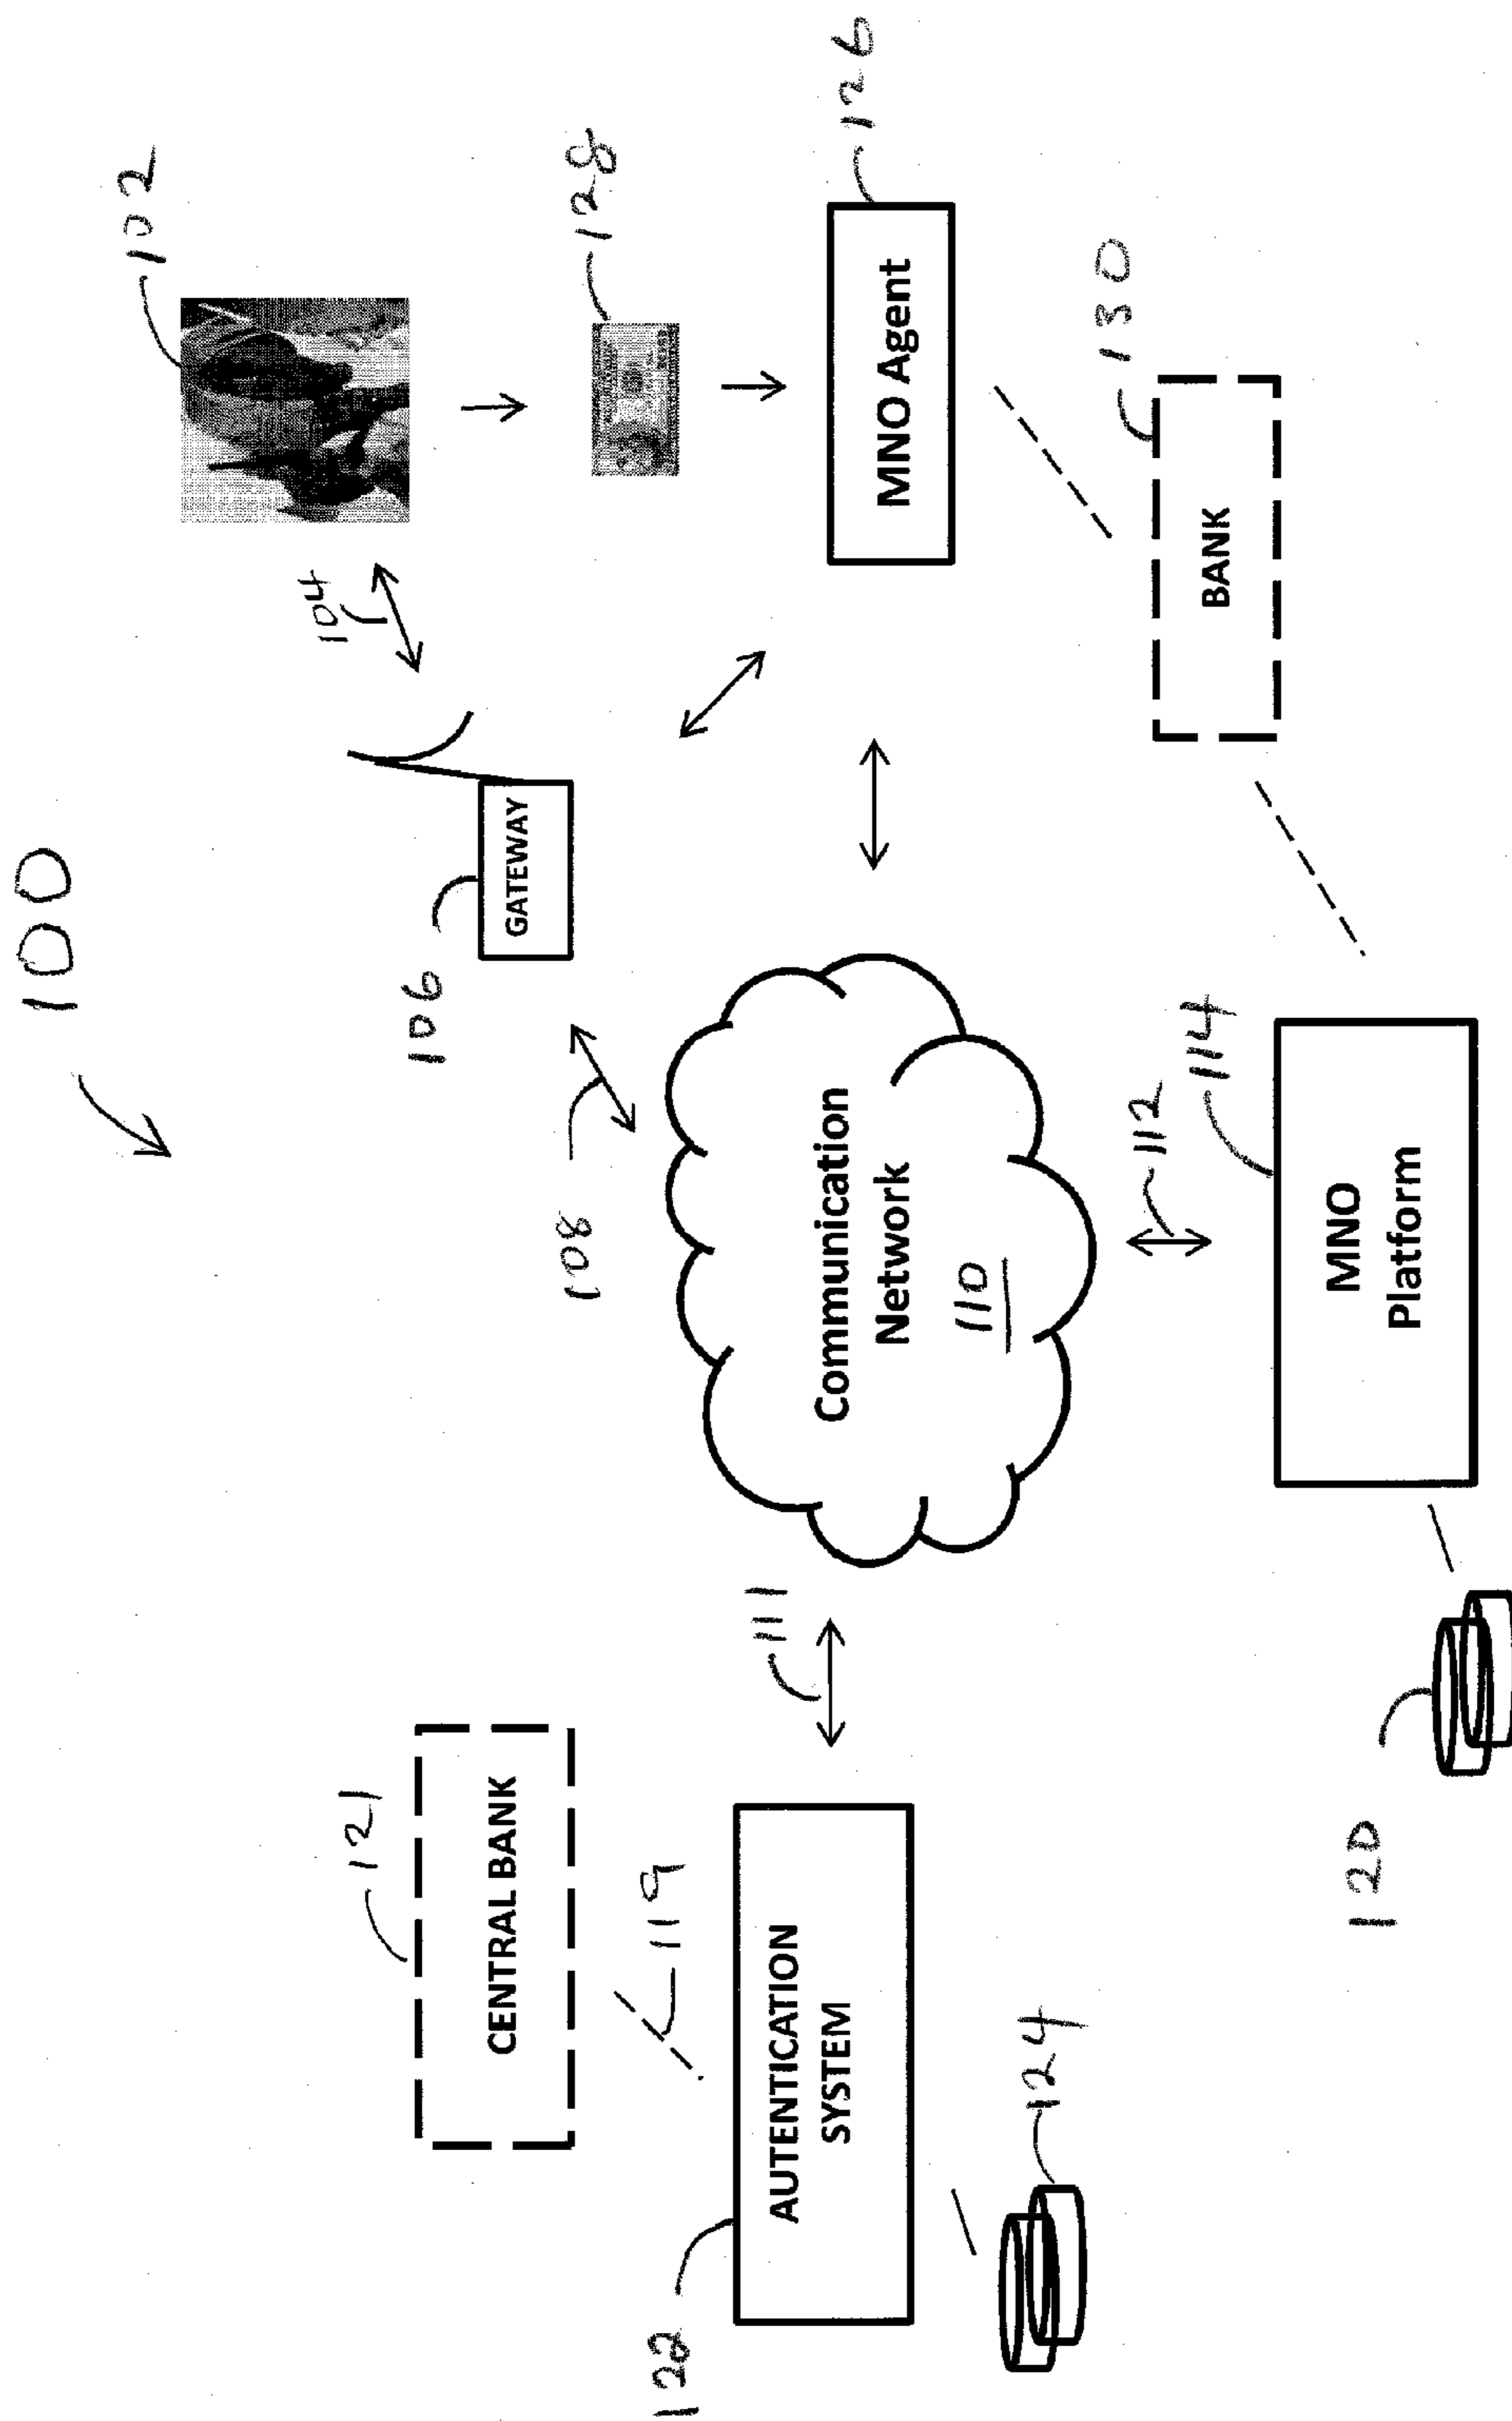 100
102
104
121
106
CENTRAL BANK
GATEWAY
108
128
122
119
111
AUTENTICATION
SYSTEM
Communication
Network
110
126
MNO Agent
124
130
112
114
BANK
MNO
Platform
120